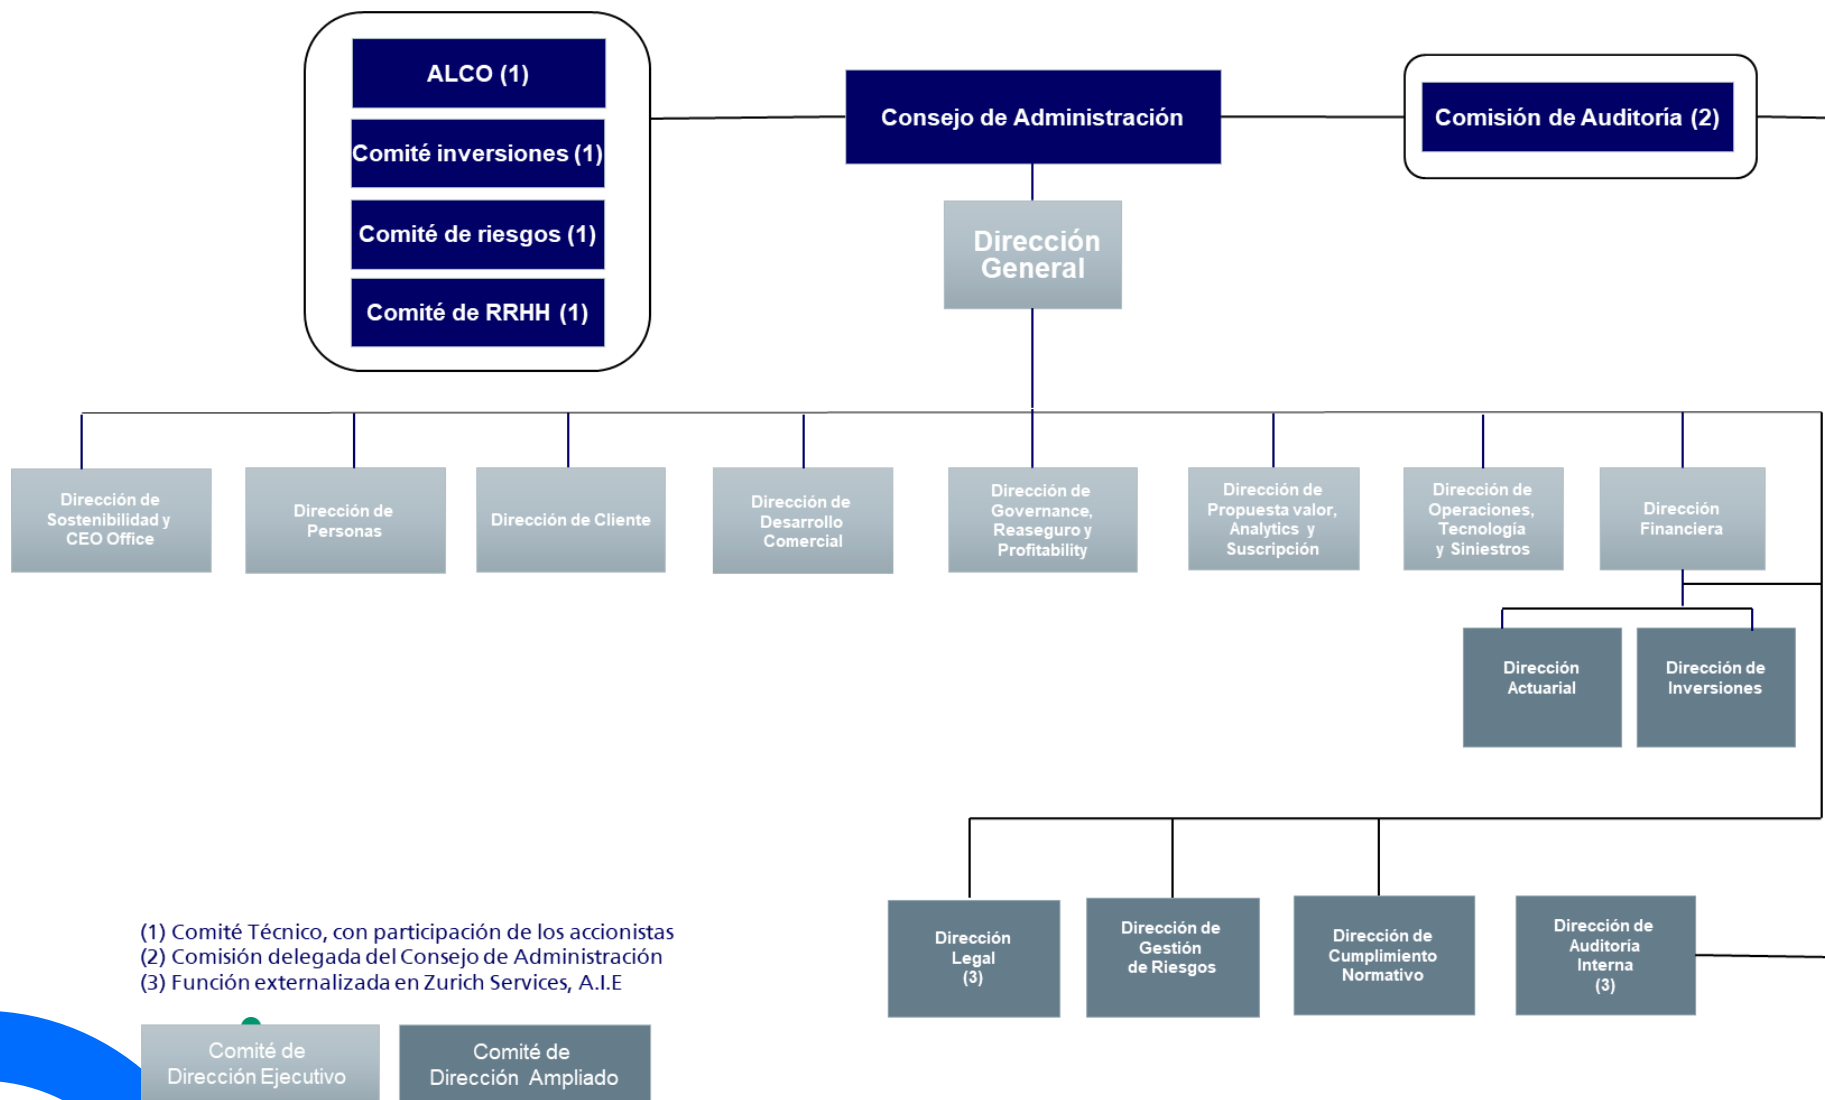 ALCO (1)
Comité inversiones (1)
Comité de riesgos (1)
Comité de RRHH (1)
Consejo de Administración
Comisión de Auditoría (2)
Dirección
General
Dirección de
Sostenibilidad y
CEO Office
Dirección de
Personas
Dirección de Cliente
Dirección de
Desarrollo
Comercial
Dirección de
Governance,
Reaseguro y
Profitability
Dirección de
Propuesta valor,
Analytics y
Suscripción
Dirección de
Operaciones,
Tecnología
y Siniestros
Dirección
Financiera
Dirección
Actuarial
Dirección de
Inversiones
Dirección
Legal
(3)
Dirección de
Gestión
de Riesgos
Dirección de
Cumplimiento
Normativo
Dirección de
Auditoría
Interna
(3)
(1) Comité Técnico, con participación de los accionistas
(2) Comisión delegada del Consejo de Administración
(3) Función externalizada en Zurich Services, A.I.E
Comité de
Dirección Ejecutivo
Comité de
Dirección Ampliado